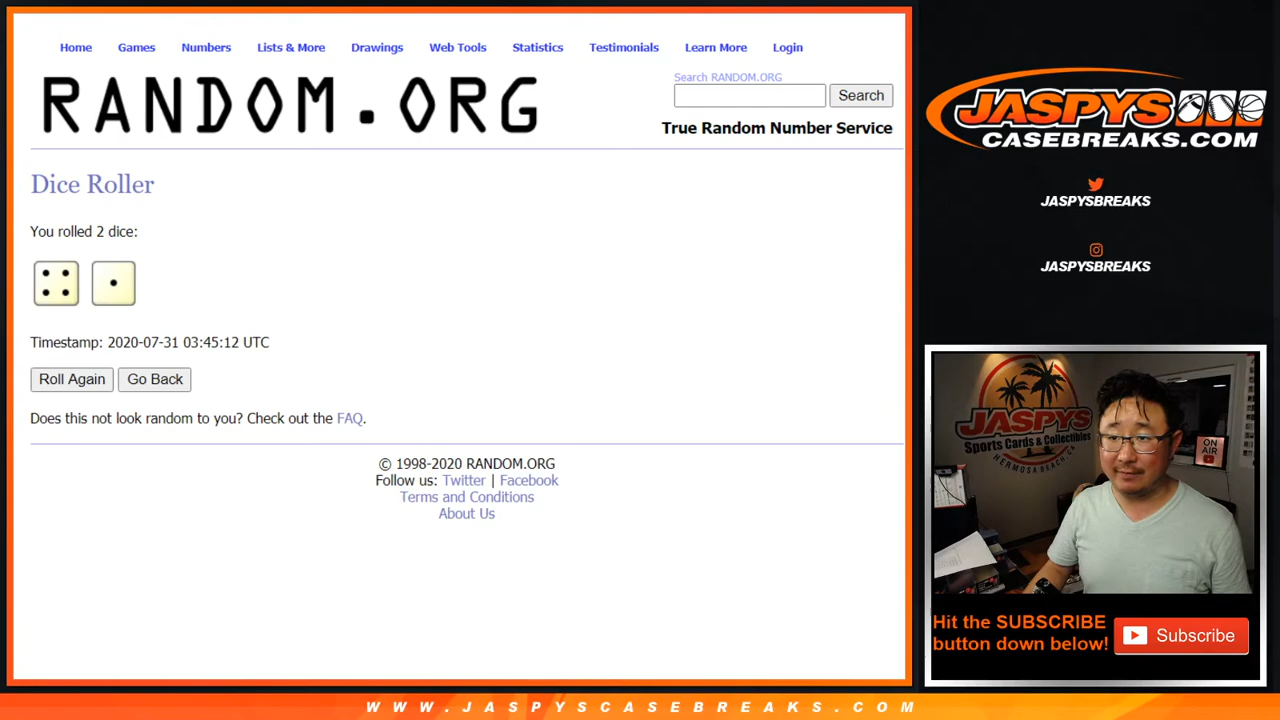 Home Games Numbers Lists & More Drawings Web Tools Statistics Testimonials Learn More Login
RANDOM.ORG
Search RANDOM.ORG
Search
True Random Number Service
Dice Roller
You rolled 2 dice:
Timestamp: 2020-07-31 03:45:12 UTC
Roll Again Go Back
Does this not look random to you? Check out the FAQ.
© 1998-2020 RANDOM.ORG
Follow us: Twitter | Facebook
Terms and Conditions
About Us
JASPYS
CASEBREAKS.COM
JASPYSBREAKS
JASPYSBREAKS
JASPYS
Sports Cards & Collectibles
HERMOSA BEACH, CA
ON
AIR
Hit the SUBSCRIBE
button down below!
Subscribe
WWW.JASPYSCASEBREAKS.COM